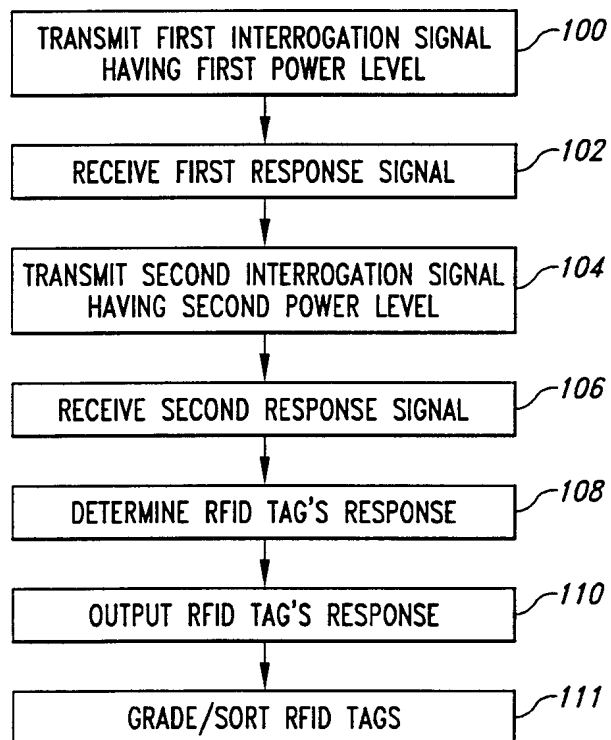 TRANSMIT FIRST INTERROGATION SIGNAL
HAVING FIRST POWER LEVEL
100
RECEIVE FIRST RESPONSE SIGNAL
102
TRANSMIT SECOND INTERROGATION SIGNAL
HAVING SECOND POWER LEVEL
104
RECEIVE SECOND RESPONSE SIGNAL
106
DETERMINE RFID TAG'S RESPONSE
108
OUTPUT RFID TAG'S RESPONSE
110
GRADE/SORT RFID TAGS
111